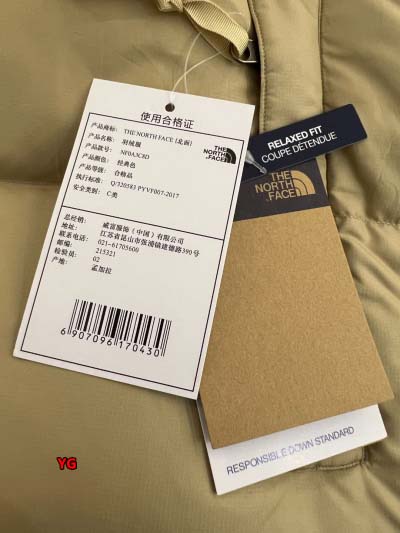 使用合格证
产品商标: THE NORTH FACE [北面]
产品名称: 羽绒服
产品款号: NF0A3C8D
产品颜色: 经典色
产品等级: 合格品
执行标准: Q/320583 PYVF007-2017
安全类别: C类
THE
NORTH
FACE
总经销: 威富服饰(中国)有限公司
地址: 江苏省昆山市张浦镇建德路390号
联系电话: 021-61705600
邮编: 215321
检验员: 02
产地: 孟加拉
6 907096 170430
RELAXED FIT
COUPE DÉTENDUE
THE
NORTH
FACE
RESPONSIBLE DOWN STANDARD
YG